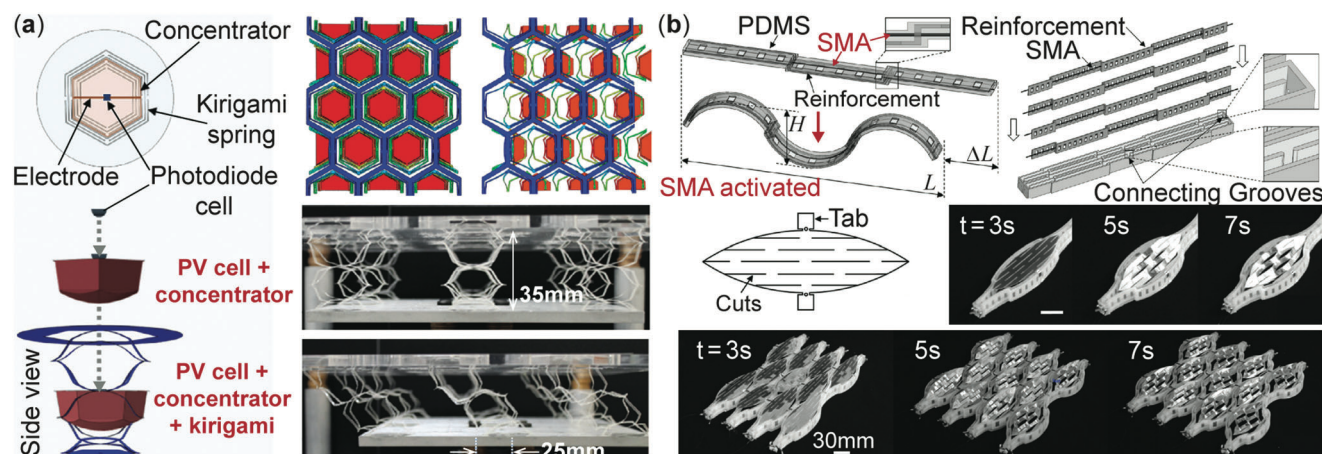 (a)
Concentrator
Kirigami
spring
Electrode
Photodiode
cell
PV cell +
concentrator
PV cell +
concentrator
+ kirigami
Side view
35mm
25mm
(b)
PDMS
SMA
Reinforcement
H
ΔL
L
SMA activated
Reinforcement
SMA
Connecting Grooves
Tab
Cuts
t = 3s
5s
7s
t = 3s
5s
7s
30mm